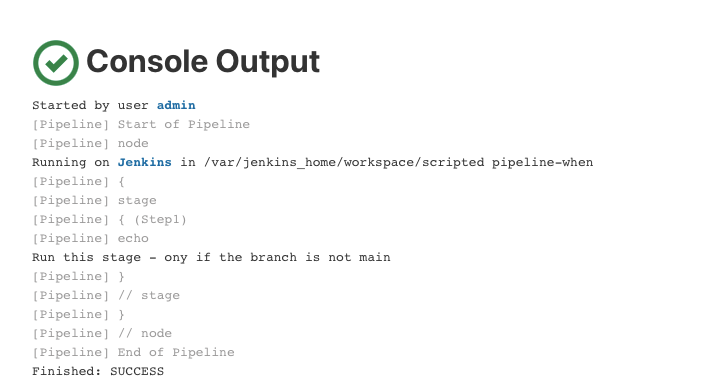 Console Output
Started by user admin
[Pipeline] Start of Pipeline
[Pipeline] node
Running on Jenkins in /var/jenkins_home/workspace/scripted pipeline-when
[Pipeline] {
[Pipeline] stage
[Pipeline] { (Step1)
[Pipeline] echo
Run this stage - ony if the branch is not main
[Pipeline] }
[Pipeline] // stage
[Pipeline] }
[Pipeline] // node
[Pipeline] End of Pipeline
Finished: SUCCESS